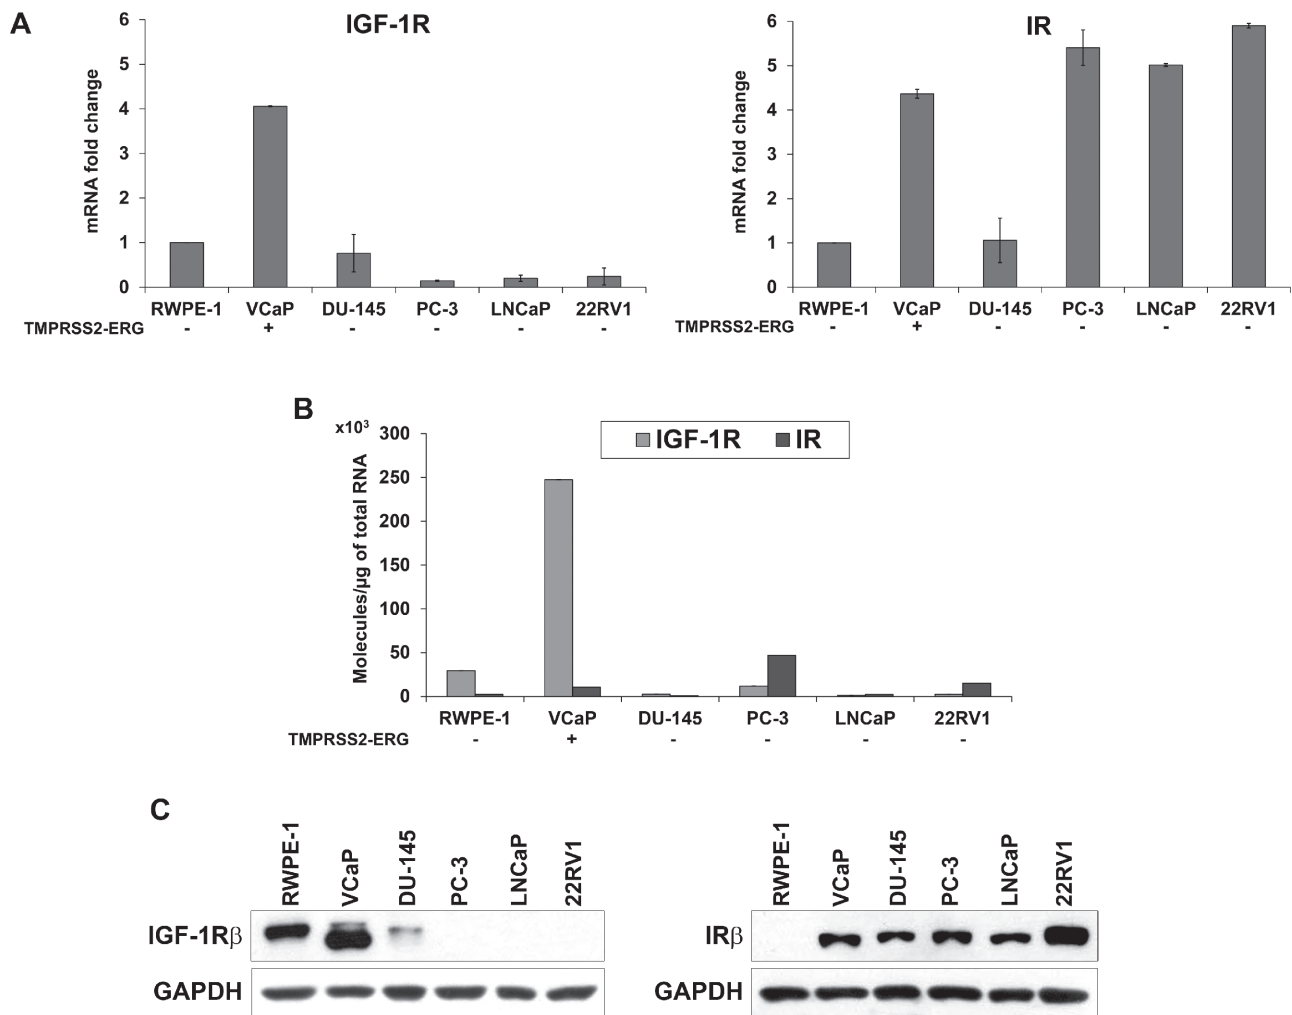 A
IGF-1R
mRNA fold change
6
5
4
3
2
1
0
RWPE-1 VCaP DU-145 PC-3 LNCaP 22RV1
TMPRSS2-ERG - + - - - -
IR
mRNA fold change
6
5
4
3
2
1
0
RWPE-1 VCaP DU-145 PC-3 LNCaP 22RV1
TMPRSS2-ERG - + - - - -
B
x10³
IGF-1R IR
Molecules/µg of total RNA
300
250
200
150
100
50
0
RWPE-1 VCaP DU-145 PC-3 LNCaP 22RV1
TMPRSS2-ERG - + - - - -
C
RWPE-1 VCaP DU-145 PC-3 LNCaP 22RV1
IGF-1Rβ
GAPDH
RWPE-1 VCaP DU-145 PC-3 LNCaP 22RV1
IRβ
GAPDH